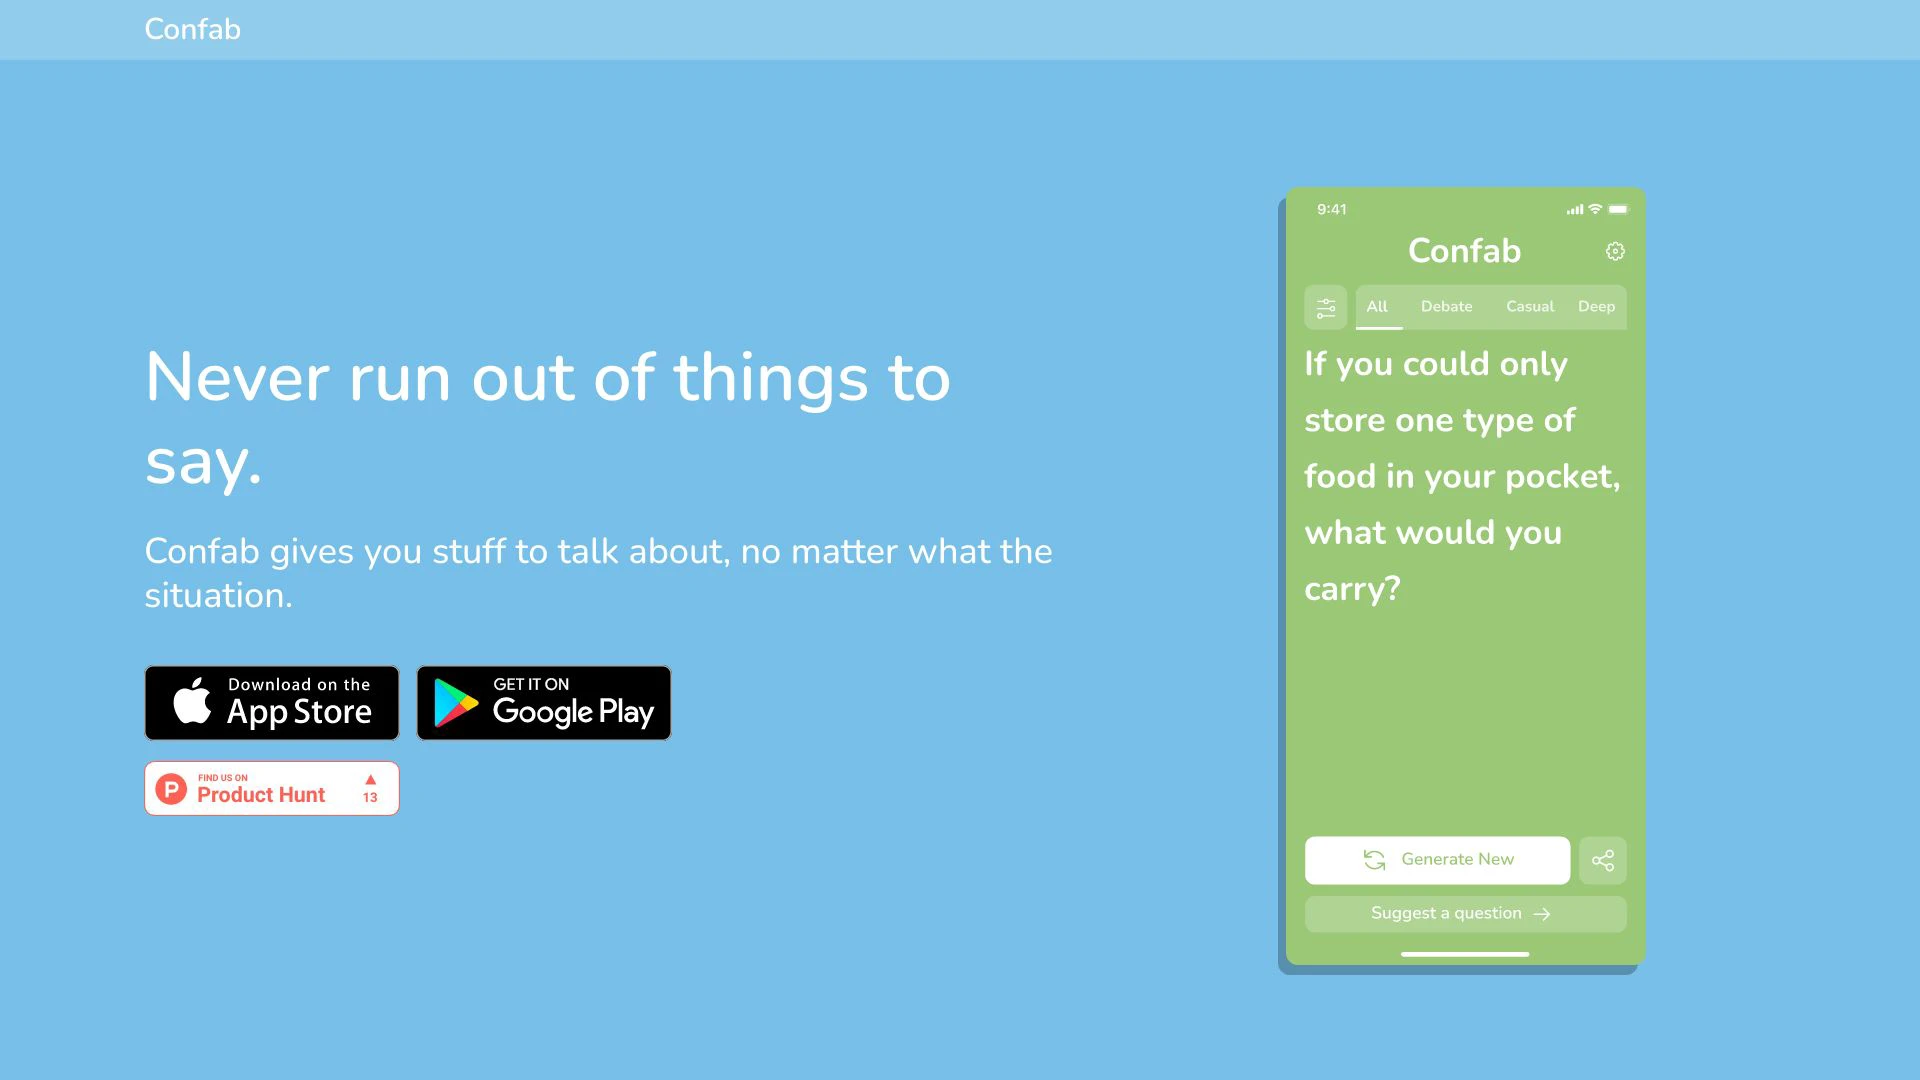 Confab
Never run out of things to
say.
Confab gives you stuff to talk about, no matter what the
situation.
Download on the
App Store
GET IT ON
Google Play
FIND US ON
Product Hunt
13
9:41
Confab
All Debate Casual Deep
If you could only
store one type of
food in your pocket,
what would you
carry?
Generate New
Suggest a question